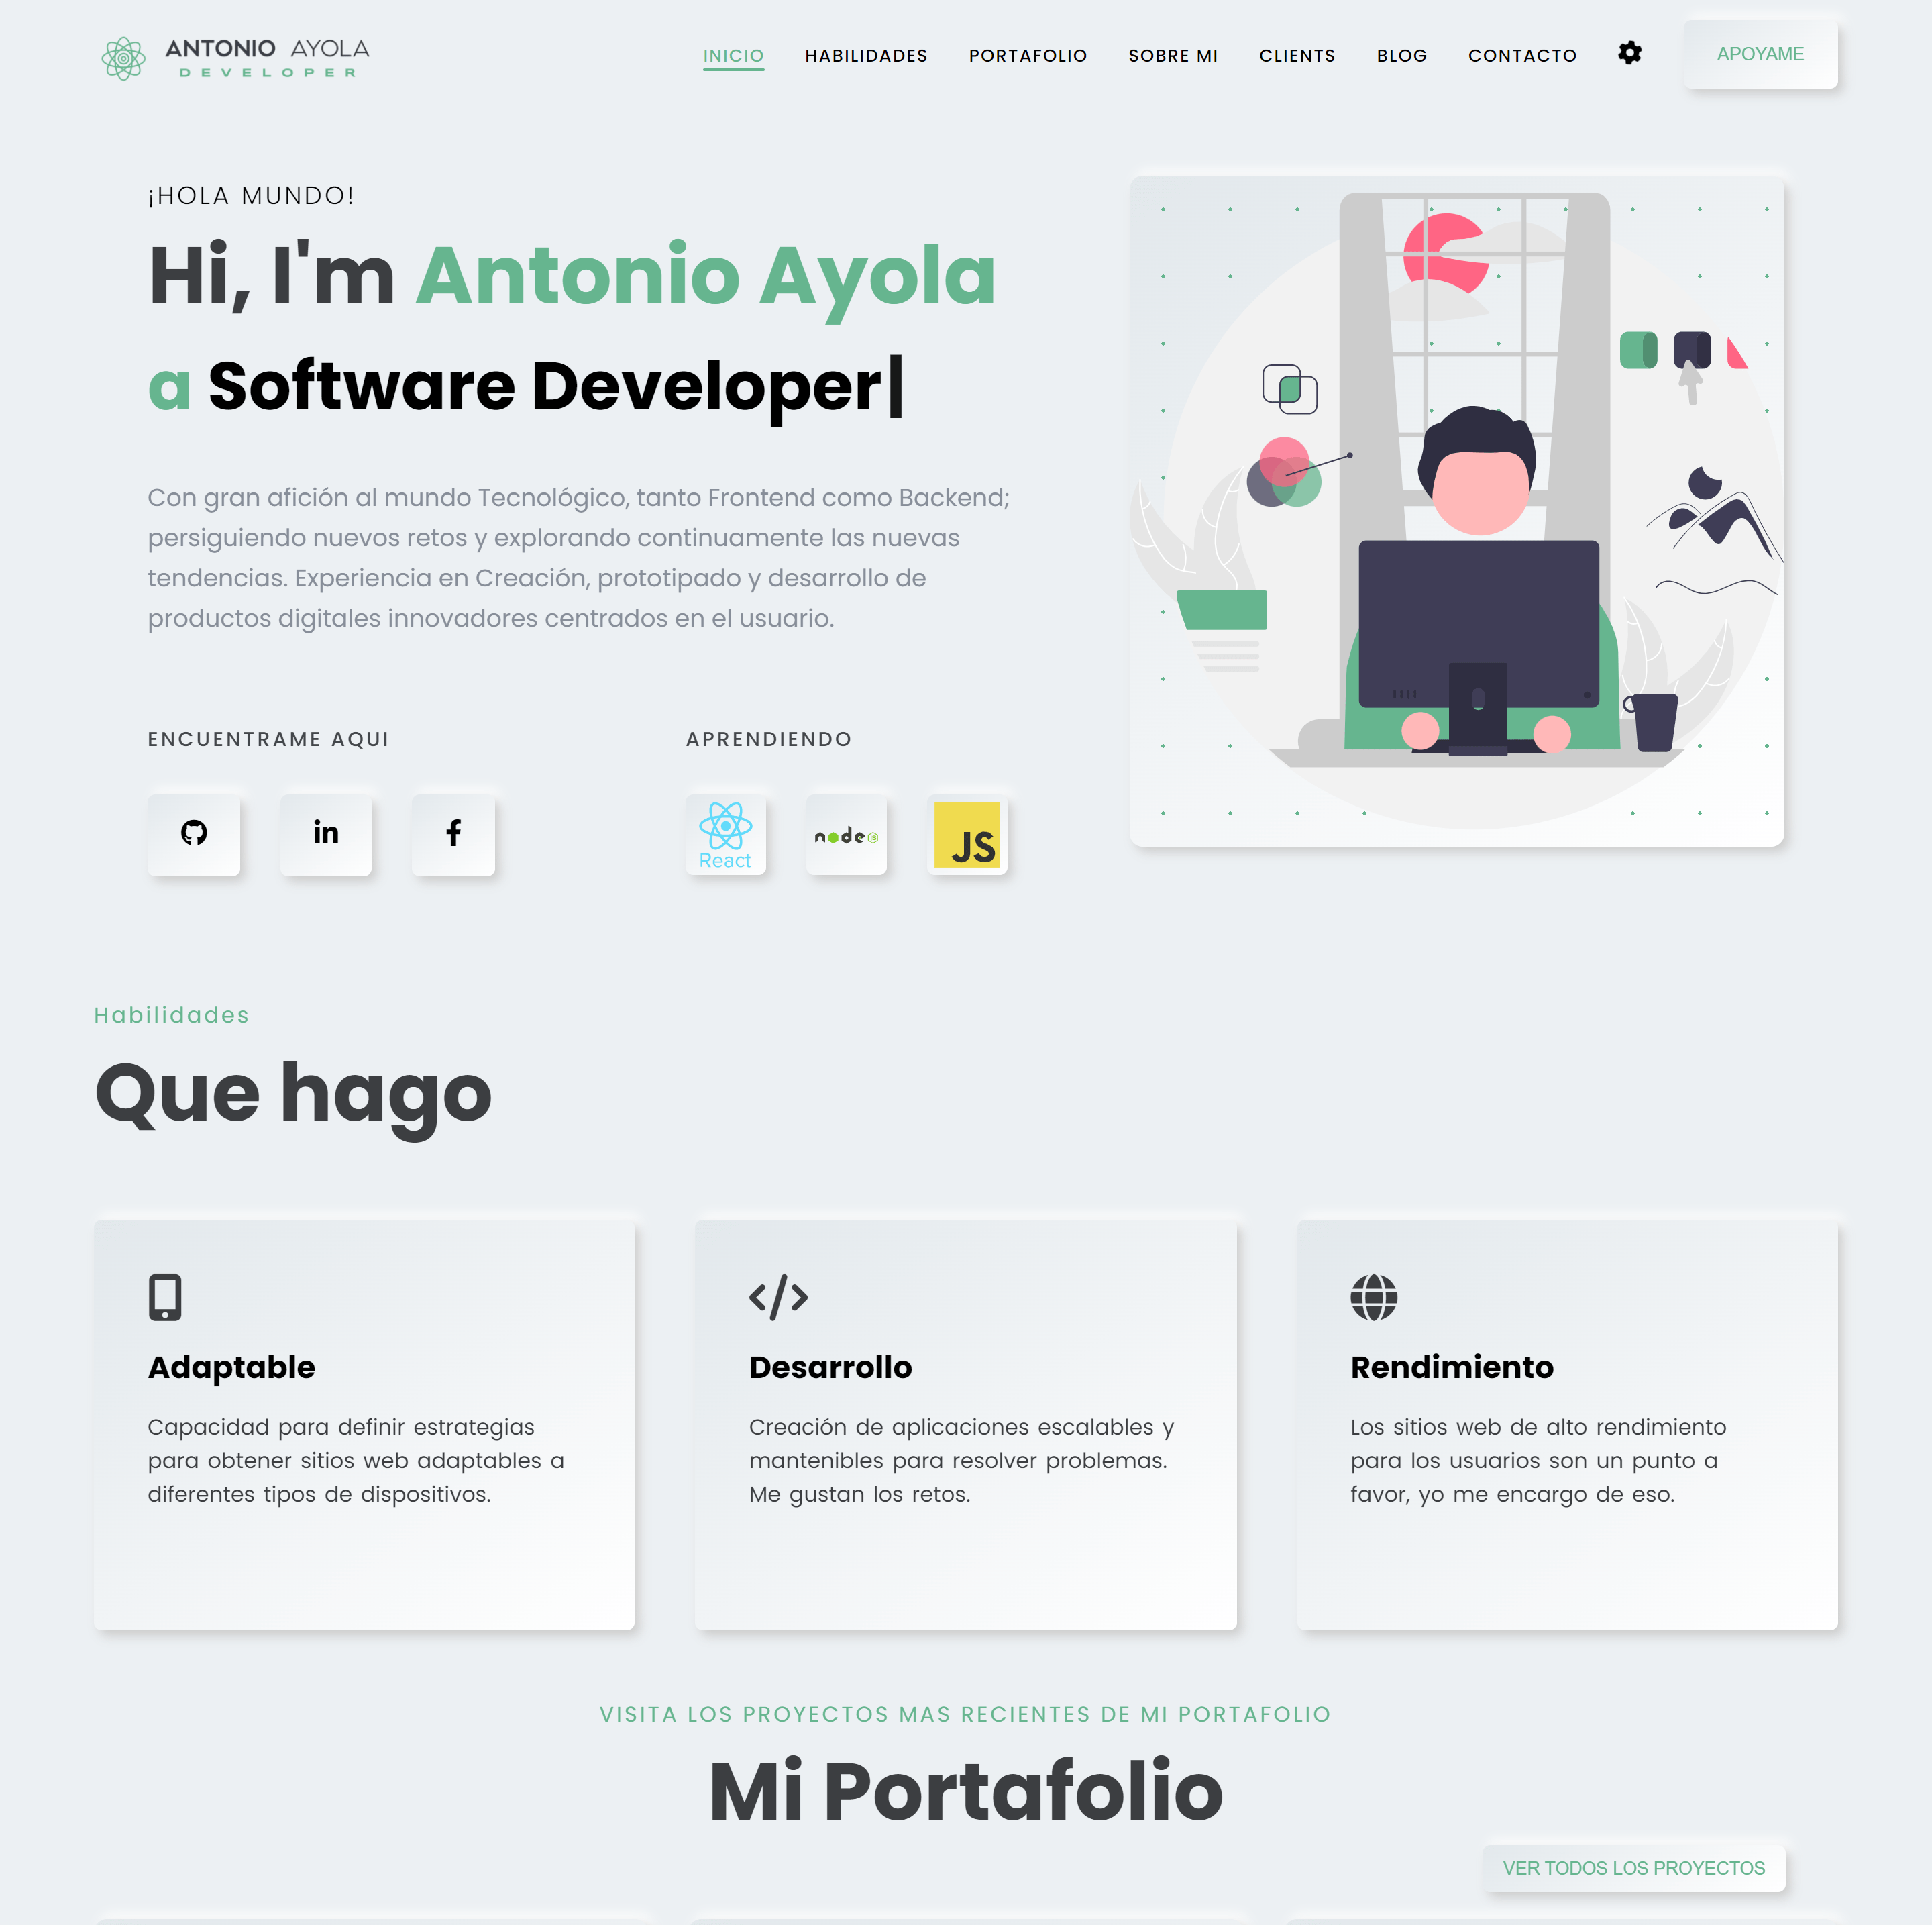 ANTONIO AYOLA
DEVELOPER
INICIO HABILIDADES PORTAFOLIO SOBRE MI CLIENTS BLOG CONTACTO APOYAME
¡HOLA MUNDO!
Hi, I'm Antonio Ayola
a Software Developer|
Con gran afición al mundo Tecnológico, tanto Frontend como Backend;
persiguiendo nuevos retos y explorando continuamente las nuevas
tendencias. Experiencia en Creación, prototipado y desarrollo de
productos digitales innovadores centrados en el usuario.
ENCUENTRAME AQUI
in
f
APRENDIENDO
React
node
JS
JS
Habilidades
Que hago
Adaptable
Capacidad para definir estrategias
para obtener sitios web adaptables a
diferentes tipos de dispositivos.
Desarrollo
Creación de aplicaciones escalables y
mantenibles para resolver problemas.
Me gustan los retos.
Rendimiento
Los sitios web de alto rendimiento
para los usuarios son un punto a
favor, yo me encargo de eso.
VISITA LOS PROYECTOS MAS RECIENTES DE MI PORTAFOLIO
Mi Portafolio
VER TODOS LOS PROYECTOS